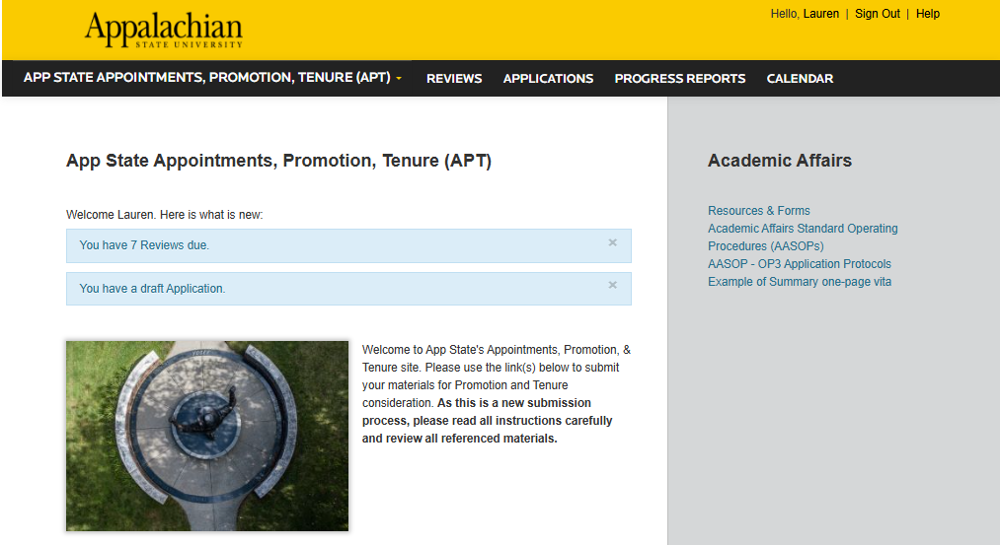 Appalachian
STATE UNIVERSITY
Hello, Lauren | Sign Out | Help
APP STATE APPOINTMENTS, PROMOTION, TENURE (APT)
REVIEWS
APPLICATIONS
PROGRESS REPORTS
CALENDAR
App State Appointments, Promotion, Tenure (APT)
Welcome Lauren. Here is what is new:
You have 7 Reviews due.
You have a draft Application.
Welcome to App State's Appointments, Promotion, &
Tenure site. Please use the link(s) below to submit
your materials for Promotion and Tenure
consideration. As this is a new submission
process, please read all instructions carefully
and review all referenced materials.
Academic Affairs
Resources & Forms
Academic Affairs Standard Operating
Procedures (AASOPs)
AASOP - OP3 Application Protocols
Example of Summary one-page vita